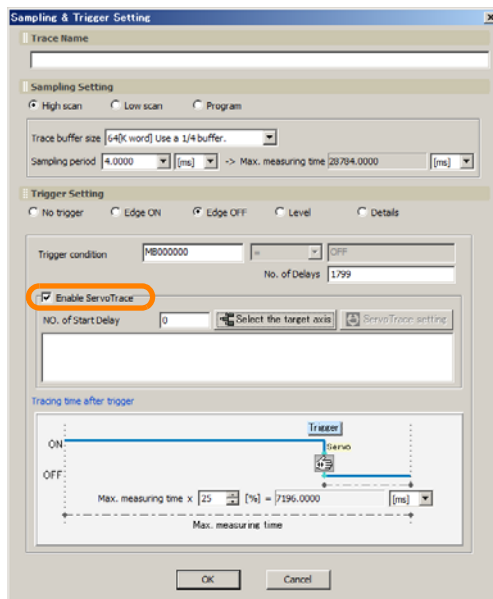 Sampling & Trigger Setting
Trace Name
Sampling Setting
High scan Low scan Program
Trace buffer size 64[K word] Use a 1/4 buffer.
Sampling period 4.0000 [ms] -> Max. measuring time 28784.0000 [ms]
Trigger Setting
No trigger Edge ON Edge OFF Level Details
Trigger condition MB000000 = OFF
No. of Delays 1799
Enable ServoTrace
NO. of Start Delay 0 Select the target axis ServoTrace setting
Tracing time after trigger
Trigger
ON
Servo
OFF
Max. measuring time x 25 [%] = 7196.0000 [ms]
Max. measuring time
OK Cancel